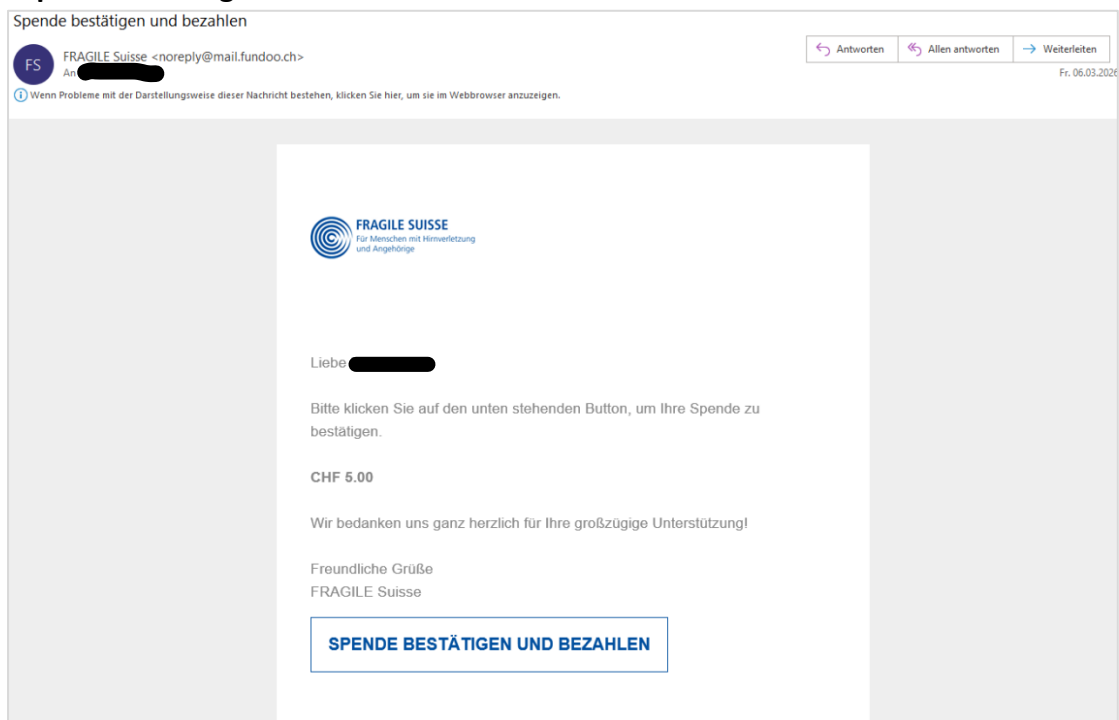 Spende bestätigen und bezahlen
FS
FRAGILE Suisse <noreply@mail.fundoo.ch>
An
Antworten
Allen antworten
Weiterleiten
Fr. 06.03.2026
Wenn Probleme mit der Darstellungsweise dieser Nachricht bestehen, klicken Sie hier, um sie im Webbrowser anzuzeigen.
FRAGILE SUISSE
Für Menschen mit Hirnverletzung
und Angehörige
Liebe
Bitte klicken Sie auf den unten stehenden Button, um Ihre Spende zu
bestätigen.
CHF 5.00
Wir bedanken uns ganz herzlich für Ihre großzügige Unterstützung!
Freundliche Grüße
FRAGILE Suisse
SPENDE BESTÄTIGEN UND BEZAHLEN